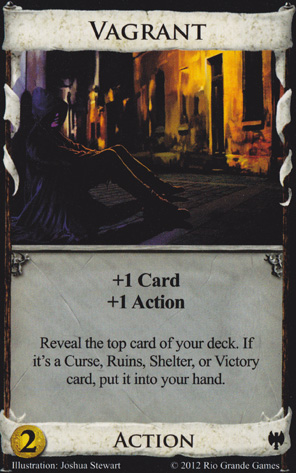 VAGRANT
+1 Card
+1 Action
Reveal the top card of your deck. If
it's a Curse, Ruins, Shelter, or Victory
card, put it into your hand.
2
ACTION
Illustration: Joshua Stewart © 2012 Rio Grande Games